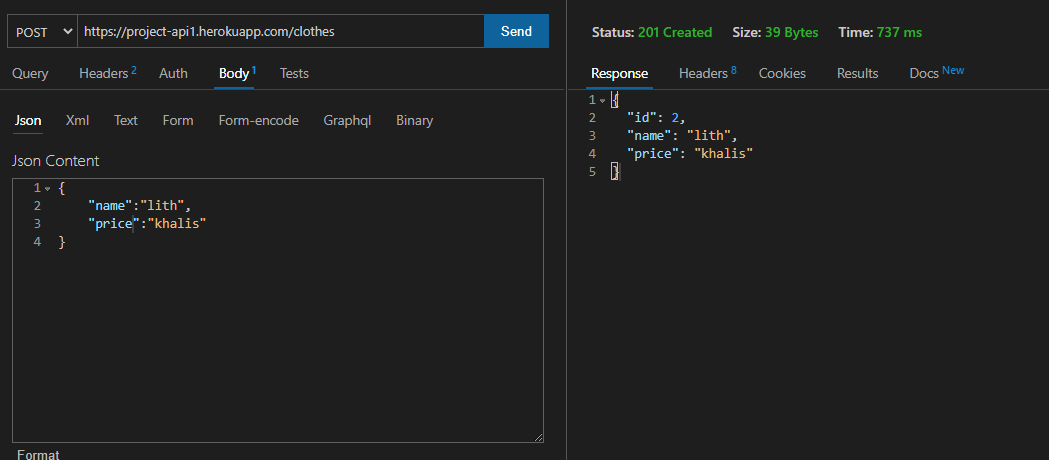 POST https://project-api1.herokuapp.com/clothes Send
Query Headers 2 Auth Body 1 Tests
Json Xml Text Form Form-encode Graphql Binary
Json Content
1 {
2 "name":"lith",
3 "price":"khalis"
4 }
Format
Status: 201 Created Size: 39 Bytes Time: 737 ms
Response Headers 8 Cookies Results Docs New
1 {
2 "id": 2,
3 "name": "lith",
4 "price": "khalis"
5 }